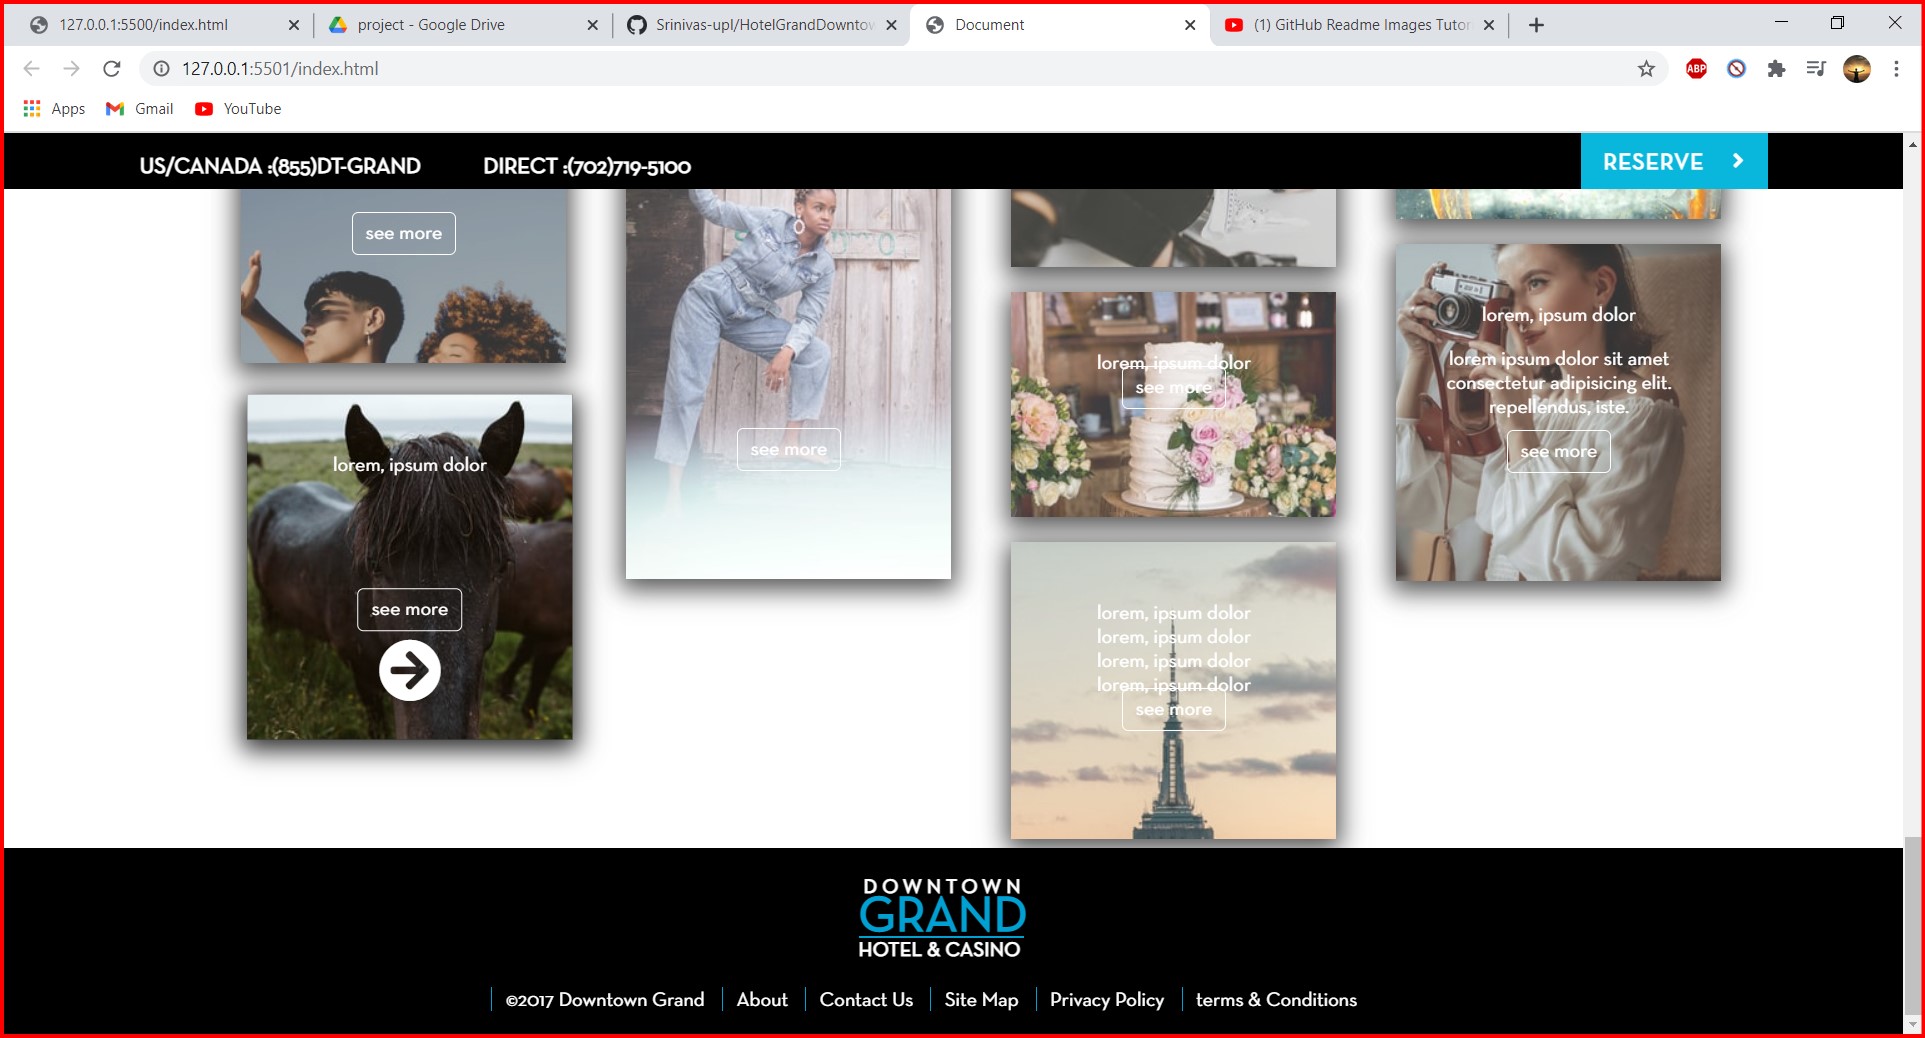 127.0.0.1:5500/index.html
project - Google Drive
Srinivas-upl/HotelGrandDowntow
Document
(1) GitHub Readme Images Tutor
127.0.0.1:5501/index.html
ABP
Apps
Gmail
YouTube
US/CANADA :(855)DT-GRAND
DIRECT :(702)719-5100
RESERVE
see more
lorem, ipsum dolor
see more
see more
lorem, ipsum dolor
see more
lorem, ipsum dolor
lorem, ipsum dolor
lorem, ipsum dolor
lorem, ipsum dolor
see more
lorem, ipsum dolor
lorem ipsum dolor sit amet
consectetur adipisicing elit.
repellendus, iste.
see more
DOWNTOWN
GRAND
HOTEL & CASINO
©2017 Downtown Grand
About
Contact Us
Site Map
Privacy Policy
terms & Conditions